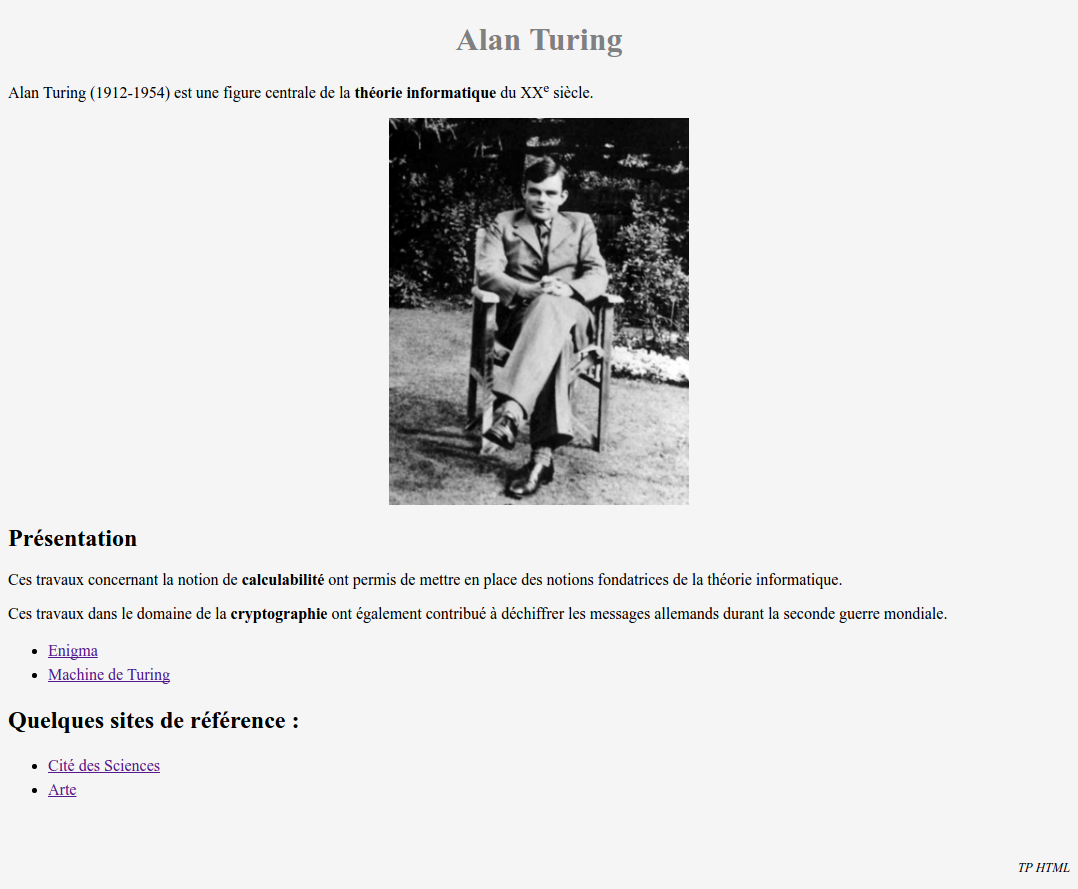 Alan Turing
Alan Turing (1912-1954) est une figure centrale de la théorie informatique du XXe siècle.
Présentation
Ces travaux concernant la notion de calculabilité ont permis de mettre en place des notions fondatrices de la théorie informatique.
Ces travaux dans le domaine de la cryptographie ont également contribué à déchiffrer les messages allemands durant la seconde guerre mondiale.
Enigma
Machine de Turing
Quelques sites de référence :
Cité des Sciences
Arte
TP HTML